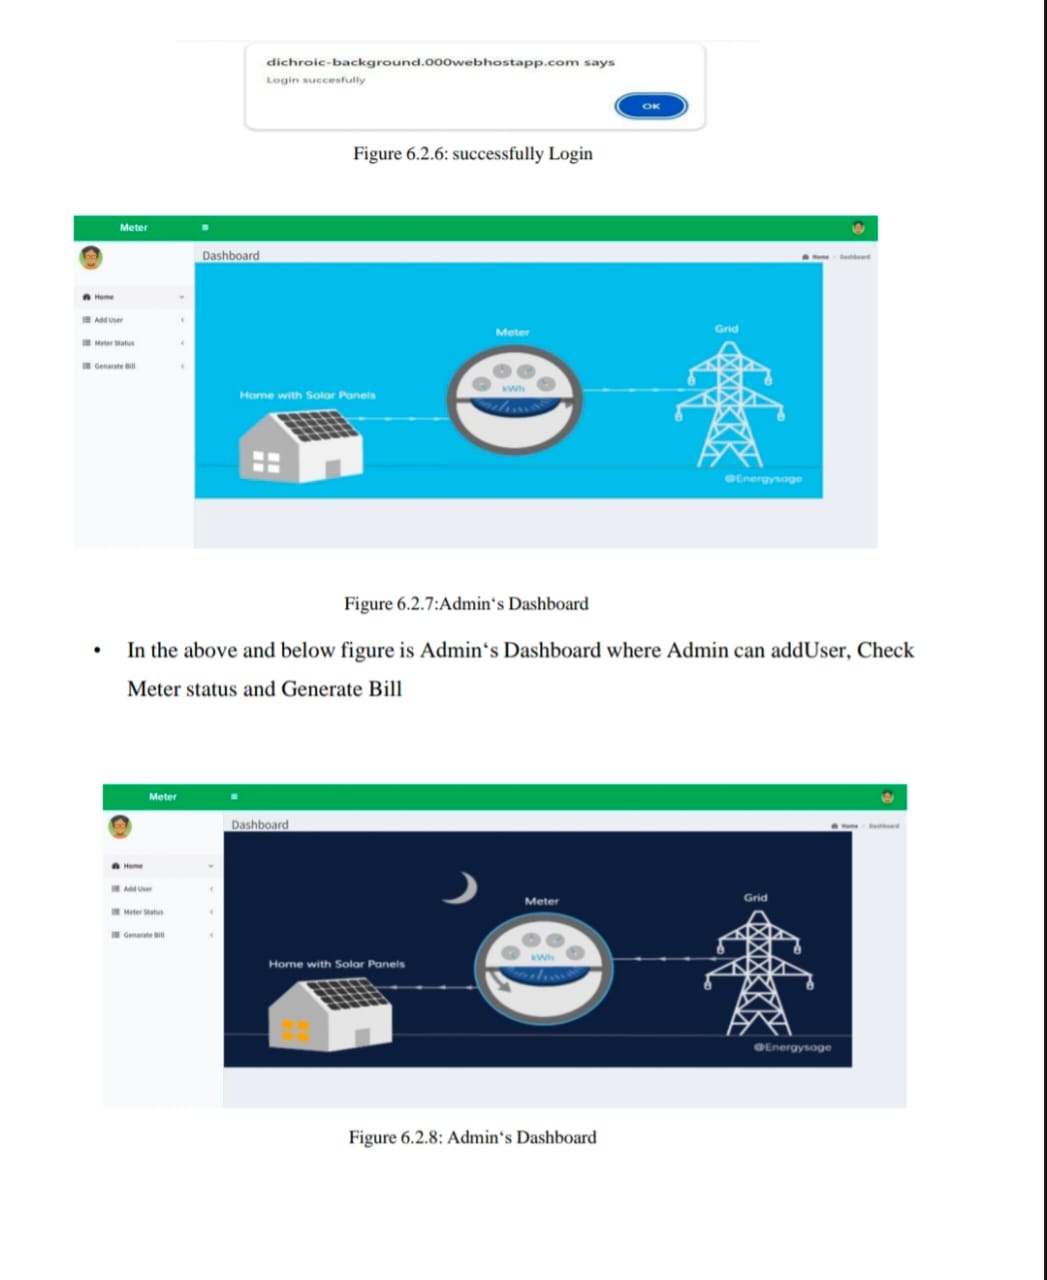 dichroic-background.000webhostapp.com says
Login succesfully
OK
Figure 6.2.6: successfully Login
Meter
Dashboard
Home - Dashboard
Home
Add User
Meter Status
Genarate Bill
Meter
Grid
kWh
Home with Solar Panels
@Energysage
Figure 6.2.7:Admin‘s Dashboard
• In the above and below figure is Admin‘s Dashboard where Admin can addUser, Check
Meter status and Generate Bill
Meter
Dashboard
Home - Dashboard
Home
Add User
Meter Status
Genarate Bill
Meter
Grid
kWh
Home with Solar Panels
@Energysage
Figure 6.2.8: Admin‘s Dashboard